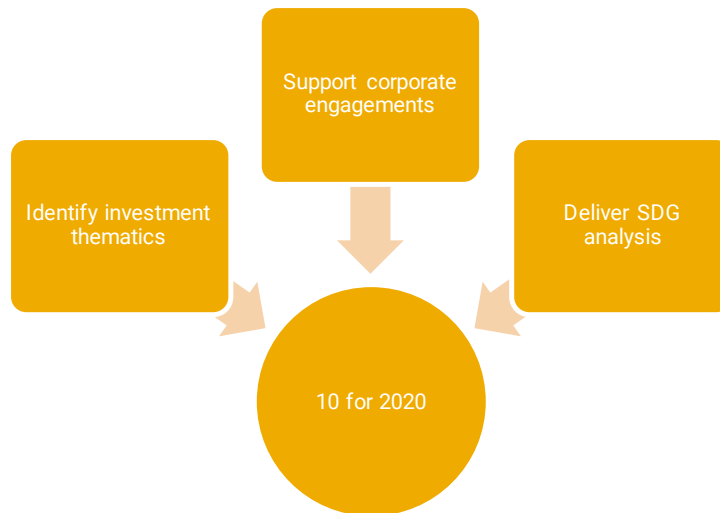 Support corporate
engagements
Identify investment
thematics
Deliver SDG
analysis
10 for 2020